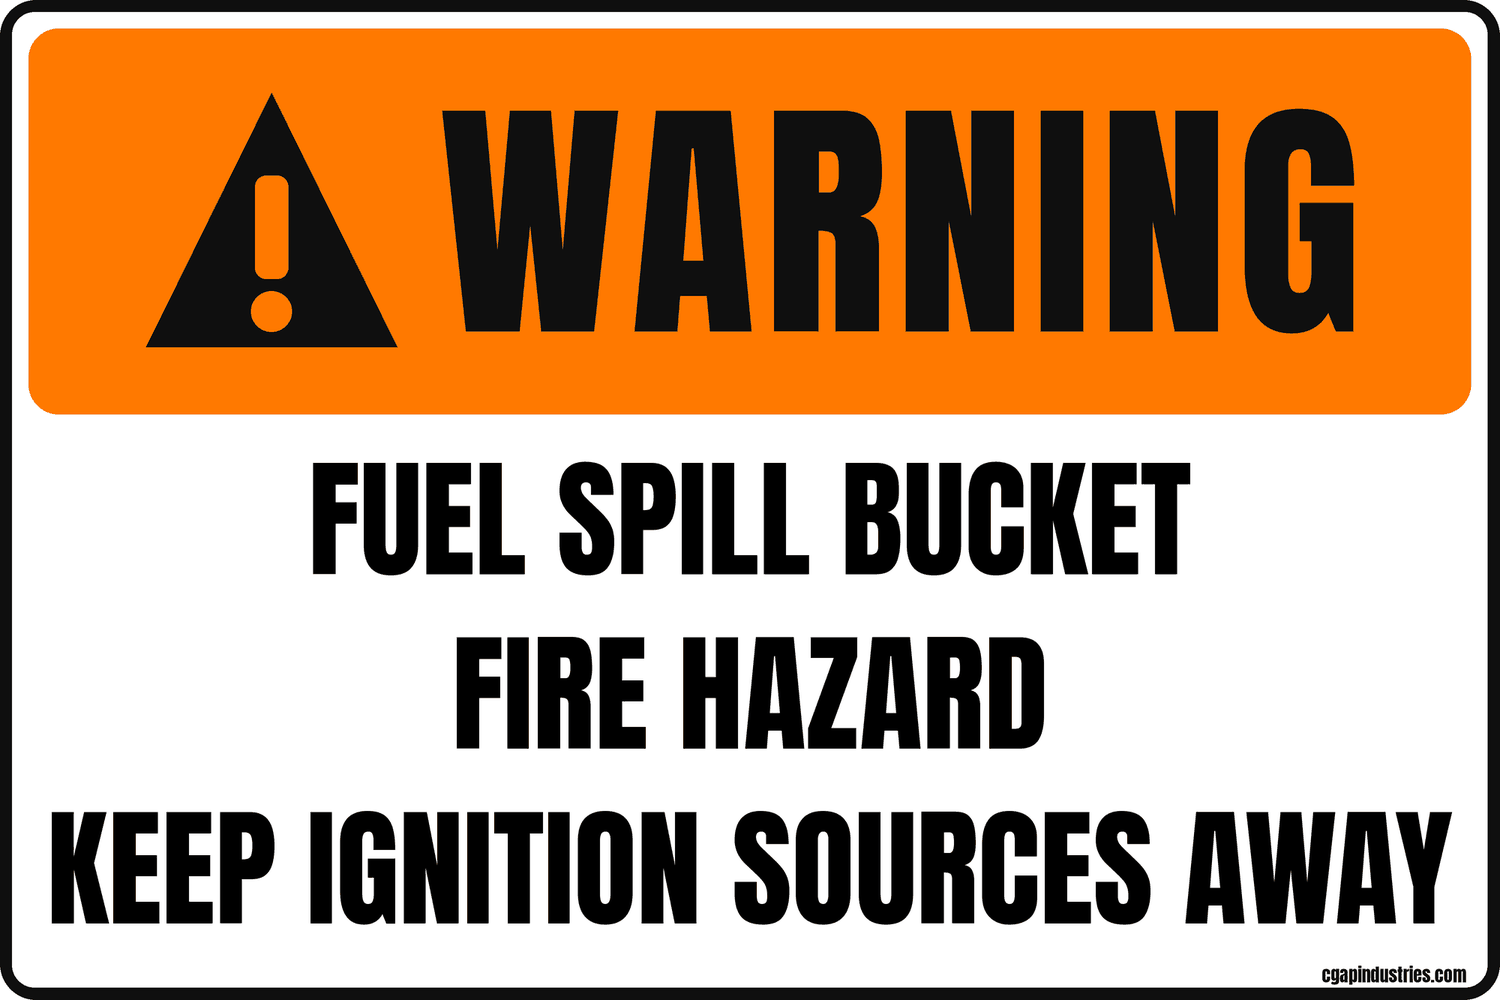 WARNING
FUEL SPILL BUCKET
FIRE HAZARD
KEEP IGNITION SOURCES AWAY
cgapindustries.com